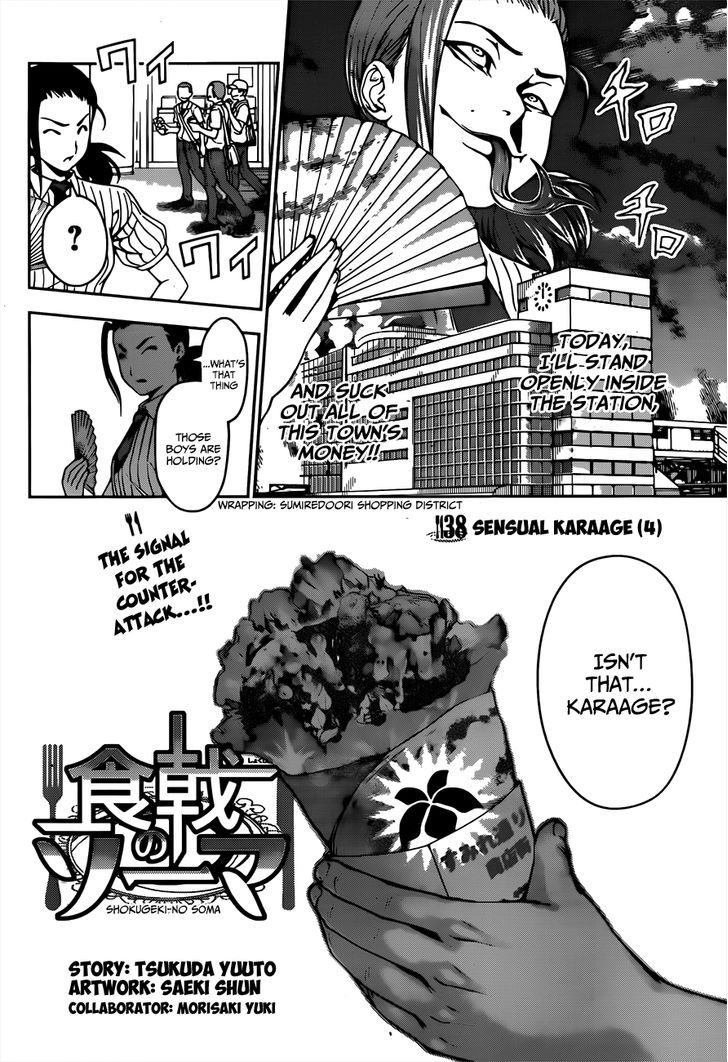 チロ
チロ
TODAY,
I'LL STAND
OPENLY INSIDE
THE STATION,
AND SUCK
OUT ALL OF
THIS TOWN'S
MONEY!!
ワイ
ワイ
?
...WHAT'S
THAT
THING
THOSE
BOYS ARE
HOLDING?
WRAPPING: SUMIREDOORI SHOPPING DISTRICT
38 SENSUAL KARAAGE (4)
THE SIGNAL
FOR THE
COUNTER-
ATTACK...!!
ISN'T
THAT...
KARAAGE?
すみれ通り
商店街
食戟の
ソーマ
SHOKUGEKI-NO SOMA
STORY: TSUKUDA YUUTO
ARTWORK: SAEKI SHUN
COLLABORATOR: MORISAKI YUKI